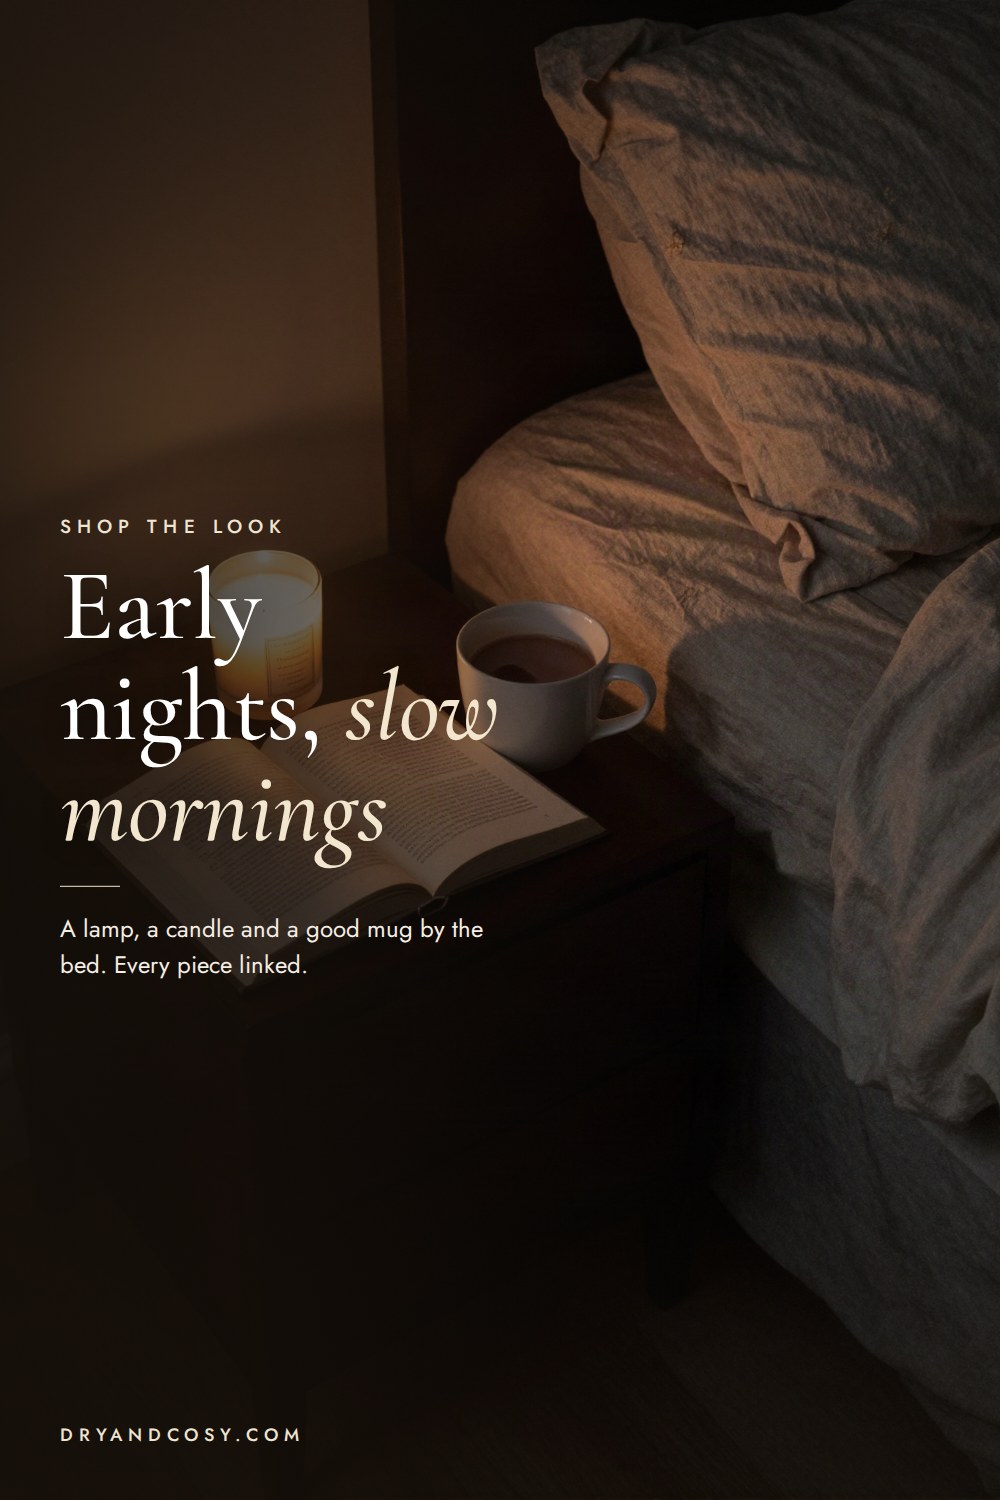 SHOP THE LOOK
Early
nights, slow
mornings
A lamp, a candle and a good mug by the
bed. Every piece linked.
DRYANDCOSY.COM